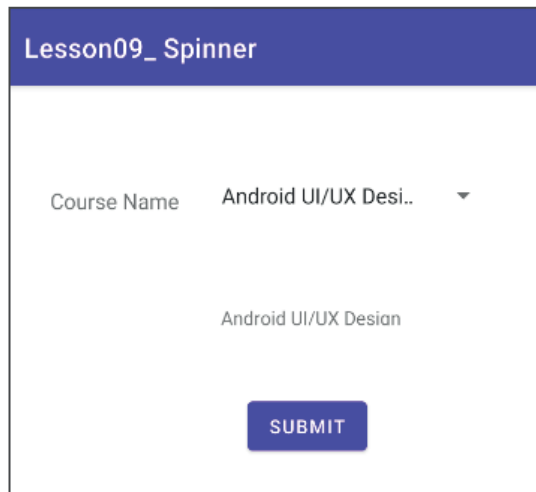 Lesson09_ Spinner
Course Name
Android UI/UX Desi..
Android UI/UX Design
SUBMIT